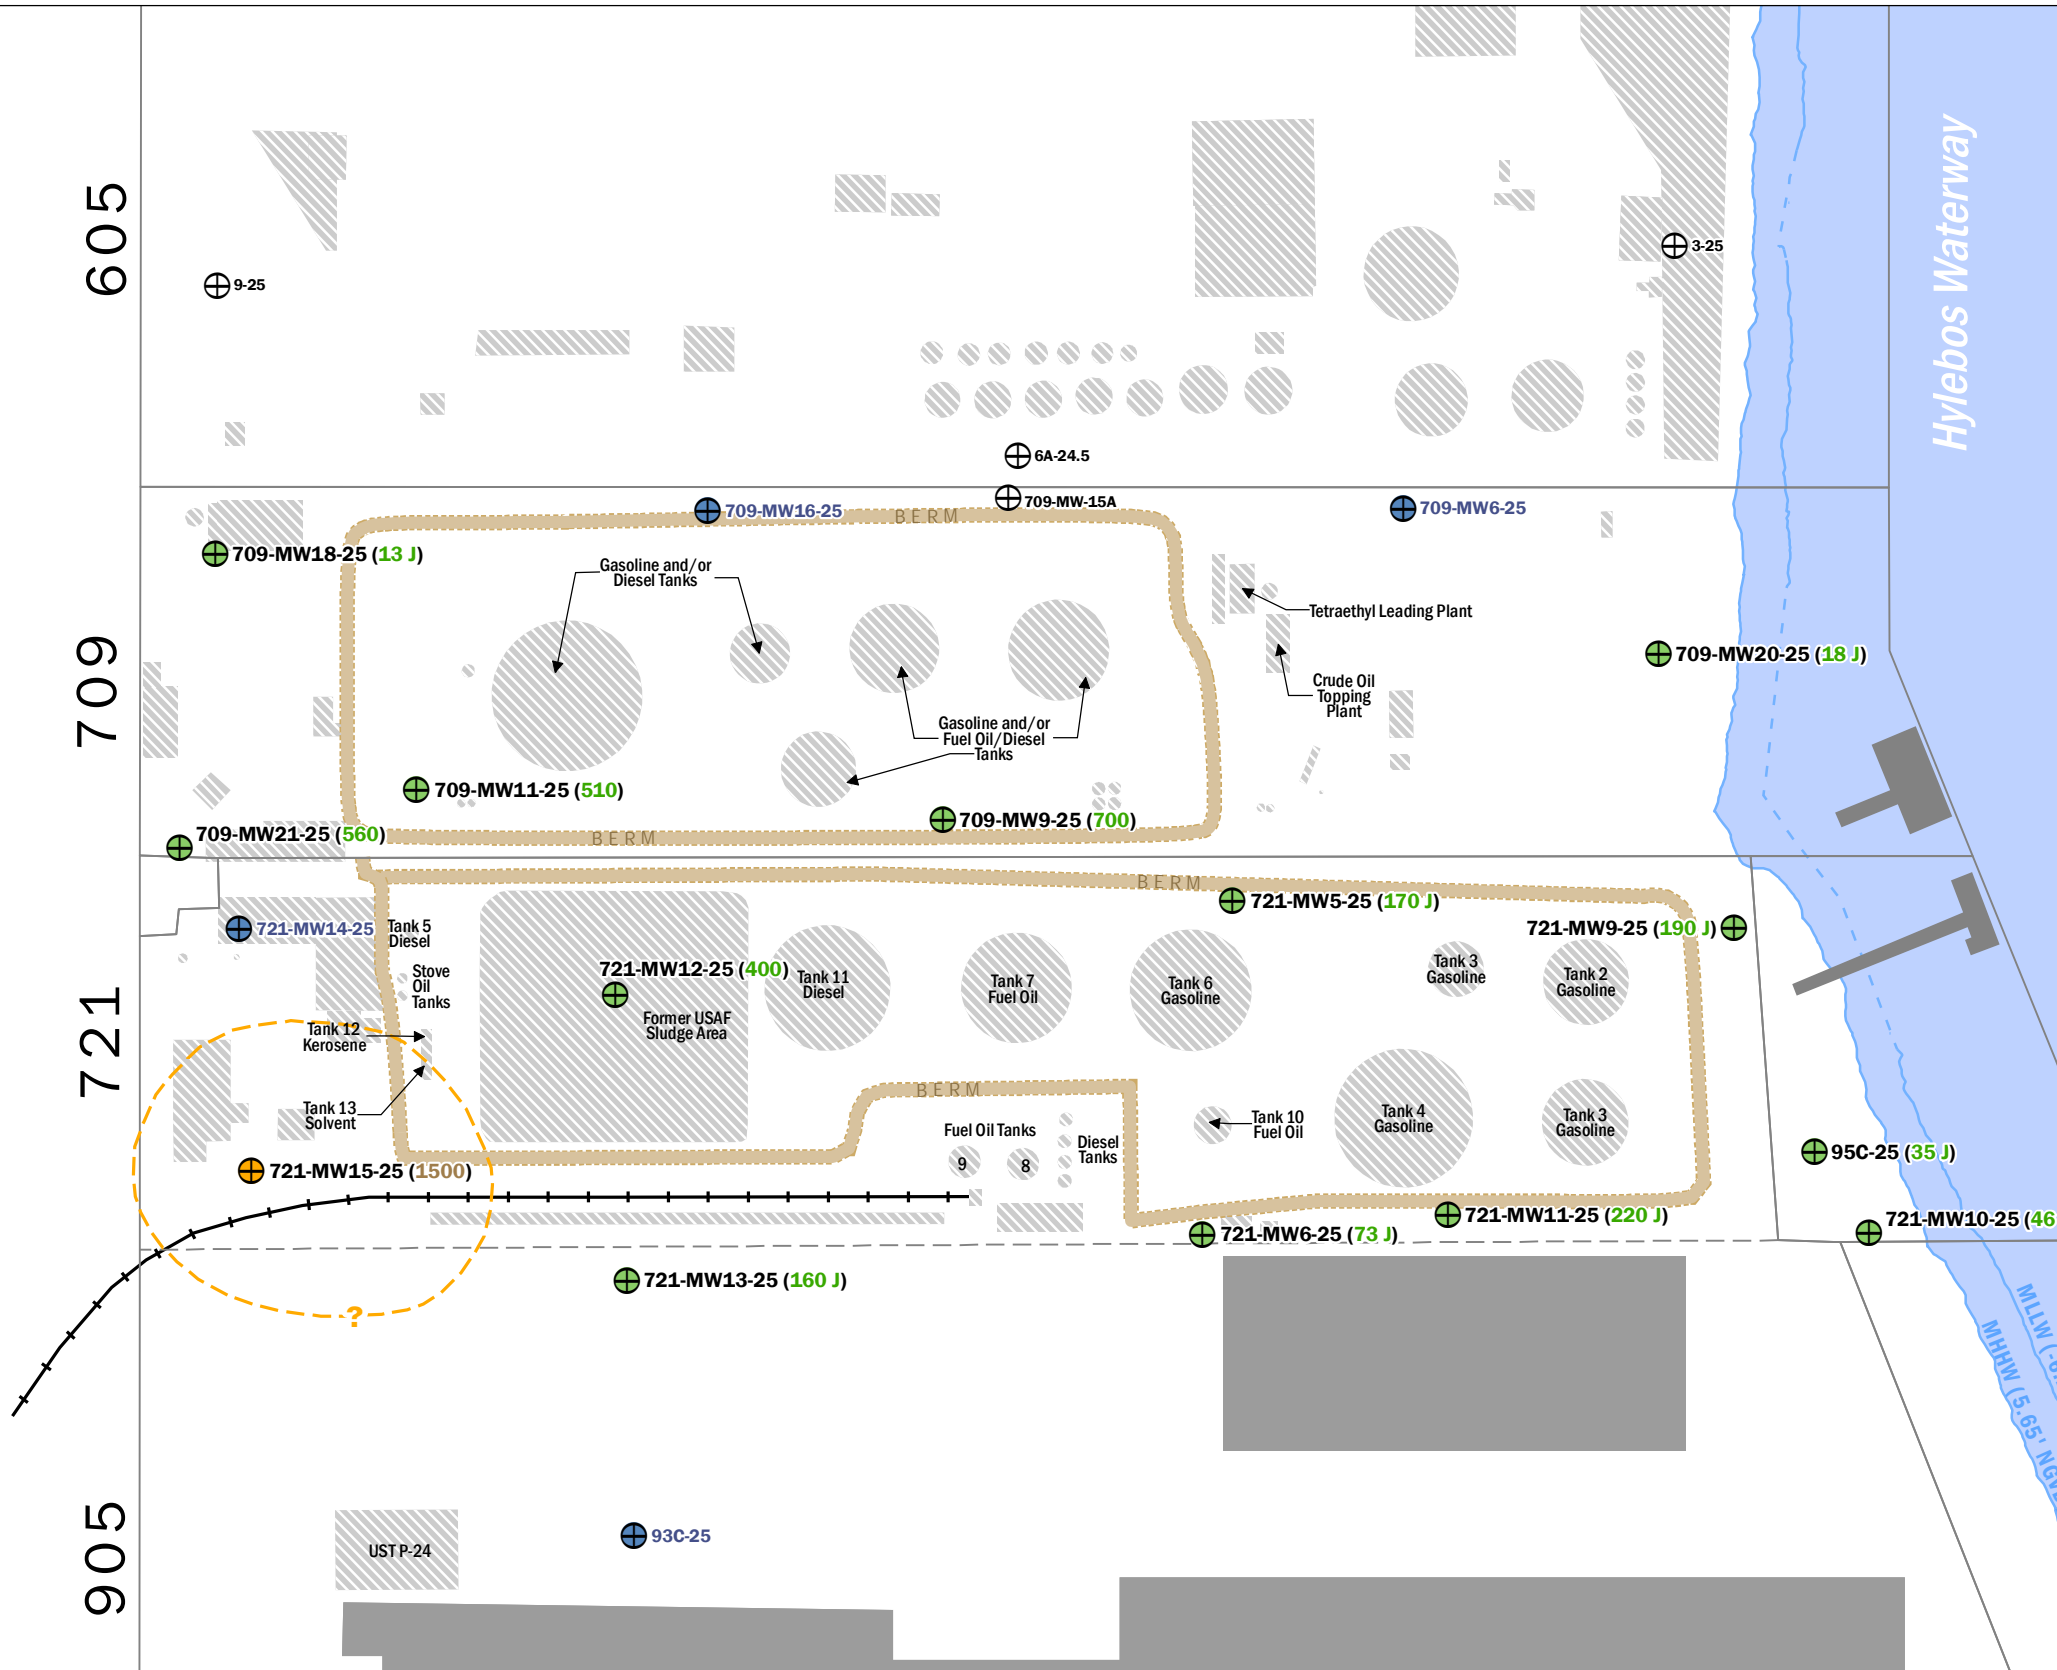 605
Hylebos Waterway
3-25
9-25
6A-24.5
709-MW-15A
709-MW16-25
709-MW6-25
BERM
709
709-MW18-25 (13 J)
Gasoline and/or
Diesel Tanks
Tetraethyl Leading Plant
709-MW20-25 (18 J)
Crude Oil
Topping
Plant
Gasoline and/or
Fuel Oil/Diesel
Tanks
709-MW11-25 (510)
709-MW9-25 (700)
709-MW21-25 (560)
BERM
721
BERM
721-MW5-25 (170 J)
721-MW14-25
Tank 5
Diesel
721-MW9-25 (190 J)
Stove
Oil
Tanks
721-MW12-25 (400)
Tank 11
Diesel
Tank 7
Fuel Oil
Tank 6
Gasoline
Tank 3
Gasoline
Tank 2
Gasoline
Former USAF
Sludge Area
Tank 12
Kerosene
BERM
Tank 13
Solvent
Fuel Oil Tanks
9
8
Diesel
Tanks
Tank 10
Fuel Oil
Tank 4
Gasoline
Tank 3
Gasoline
95C-25 (35 J)
721-MW15-25 (1500)
721-MW11-25 (220 J)
721-MW10-25 (46
721-MW6-25 (73 J)
721-MW13-25 (160 J)
?
MLLW (-6
MHHW (5.65' NGV
905
93C-25
UST P-24